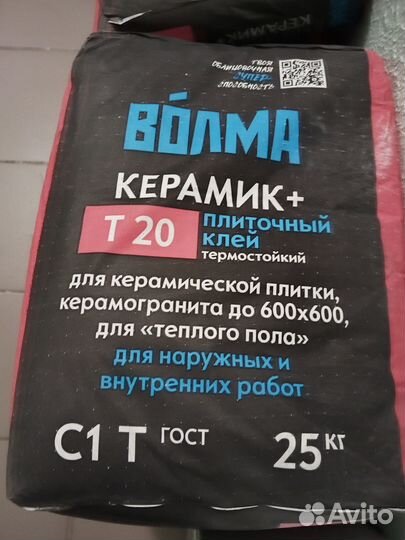 КЕРАМИК+
ТВОЯ
ОБЛИЦОВОЧНАЯ
СУПЕР-
СПОСОБНОСТЬ
ВОЛМА
КЕРАМИК+
Т 20
ПЛИТОЧНЫЙ
КЛЕЙ
термостойкий
для керамической плитки,
керамогранита до 600х600,
для «теплого пола»
для наружных и
внутренних работ
С1 Т ГОСТ
25 КГ
Avito